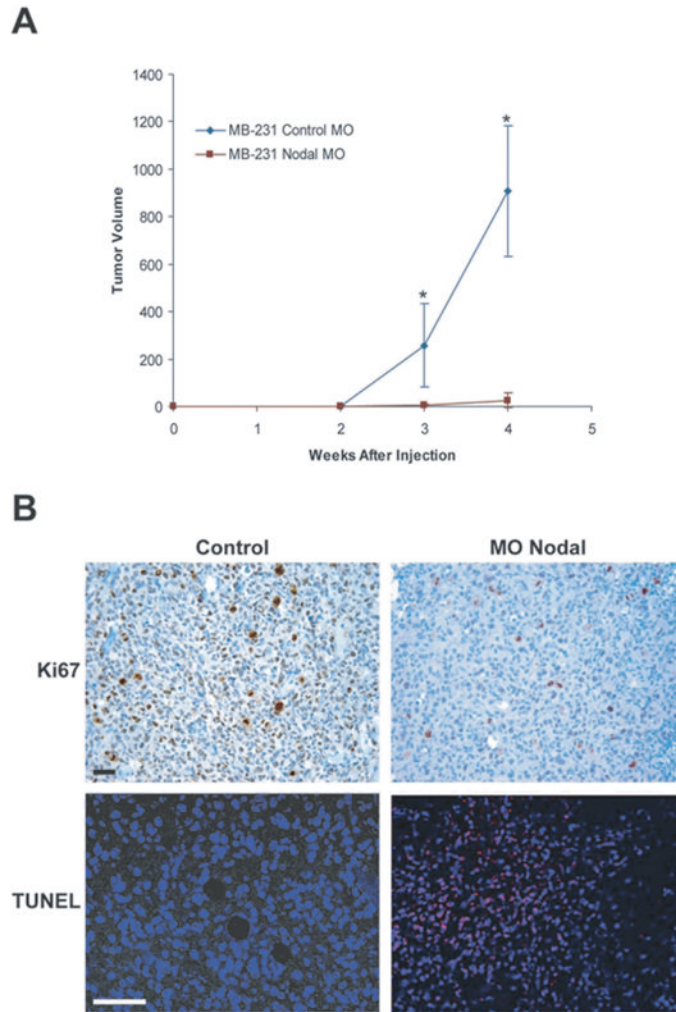 A
1400
1200
1000
800
600
400
200
0
Tumor Volume
MB-231 Control MO
MB-231 Nodal MO
*
*
0 1 2 3 4 5
Weeks After Injection
B
Control MO Nodal
Ki67
TUNEL